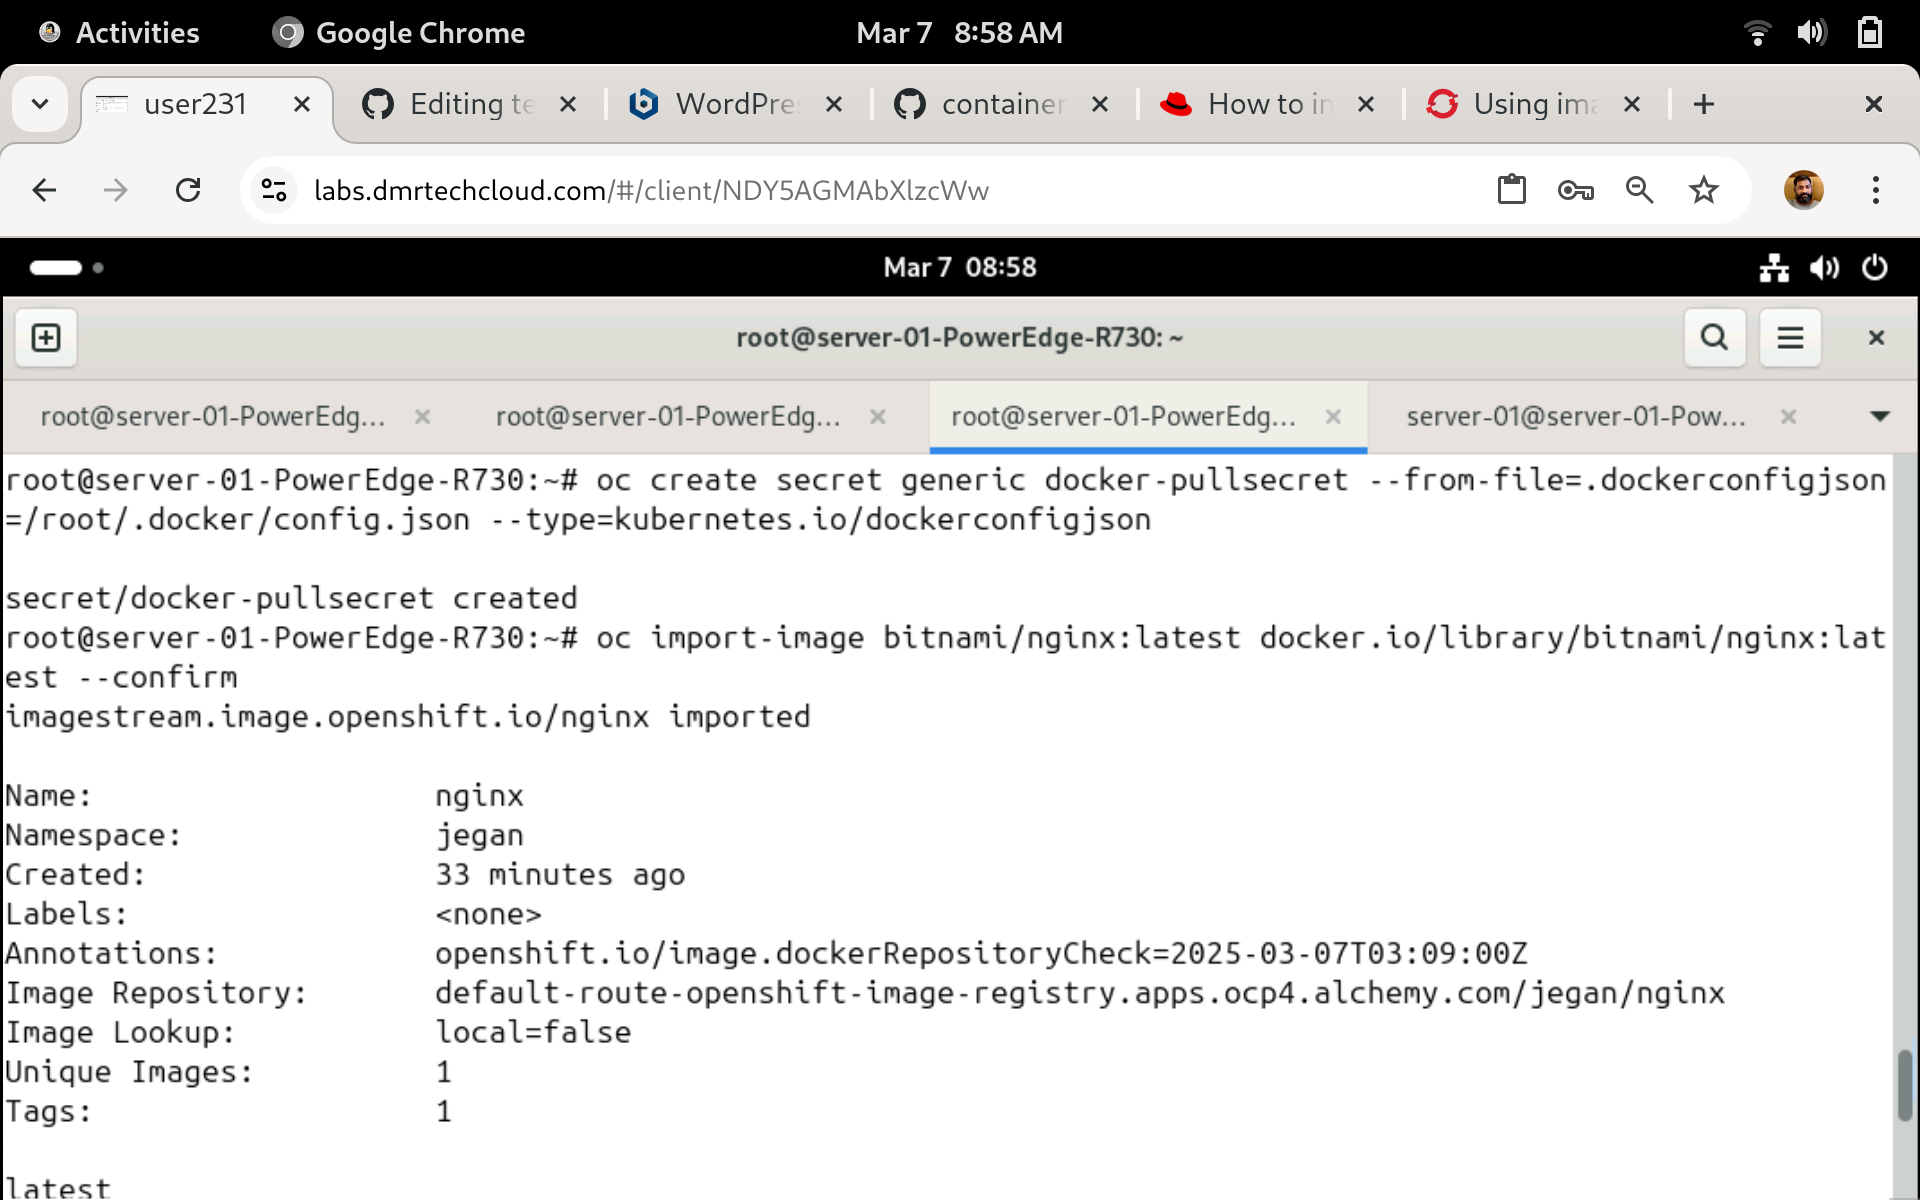 Activities Google Chrome Mar 7 8:58 AM
user231 Editing te WordPres container How to in Using ima
labs.dmrtechcloud.com/#/client/NDY5AGMAbXlzcWw
Mar 7 08:58
root@server-01-PowerEdge-R730: ~
root@server-01-PowerEdg... root@server-01-PowerEdg... root@server-01-PowerEdg... server-01@server-01-Pow...
root@server-01-PowerEdge-R730:~# oc create secret generic docker-pullsecret --from-file=.dockerconfigjson
=/root/.docker/config.json --type=kubernetes.io/dockerconfigjson
secret/docker-pullsecret created
root@server-01-PowerEdge-R730:~# oc import-image bitnami/nginx:latest docker.io/library/bitnami/nginx:lat
est --confirm
imagestream.image.openshift.io/nginx imported
Name: nginx
Namespace: jegan
Created: 33 minutes ago
Labels: <none>
Annotations: openshift.io/image.dockerRepositoryCheck=2025-03-07T03:09:00Z
Image Repository: default-route-openshift-image-registry.apps.ocp4.alchemy.com/jegan/nginx
Image Lookup: local=false
Unique Images: 1
Tags: 1
latest